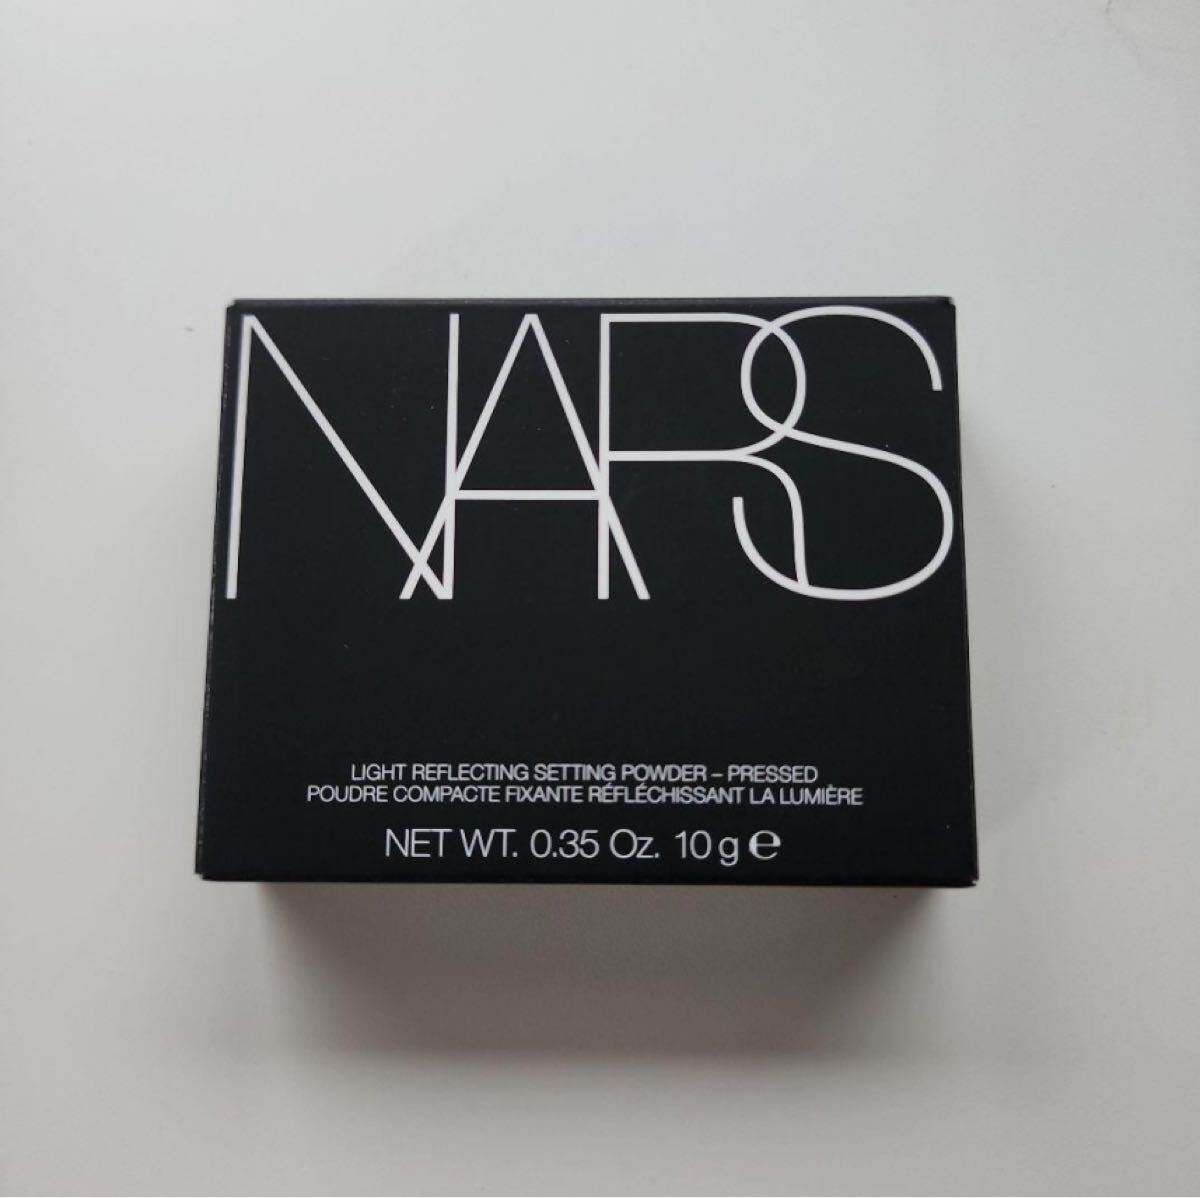 NARS
LIGHT REFLECTING SETTING POWDER – PRESSED
POUDRE COMPACTE FIXANTE RÉFLÉCHISSANT LA LUMIÈRE
NET WT. 0.35 Oz. 10 g ℮